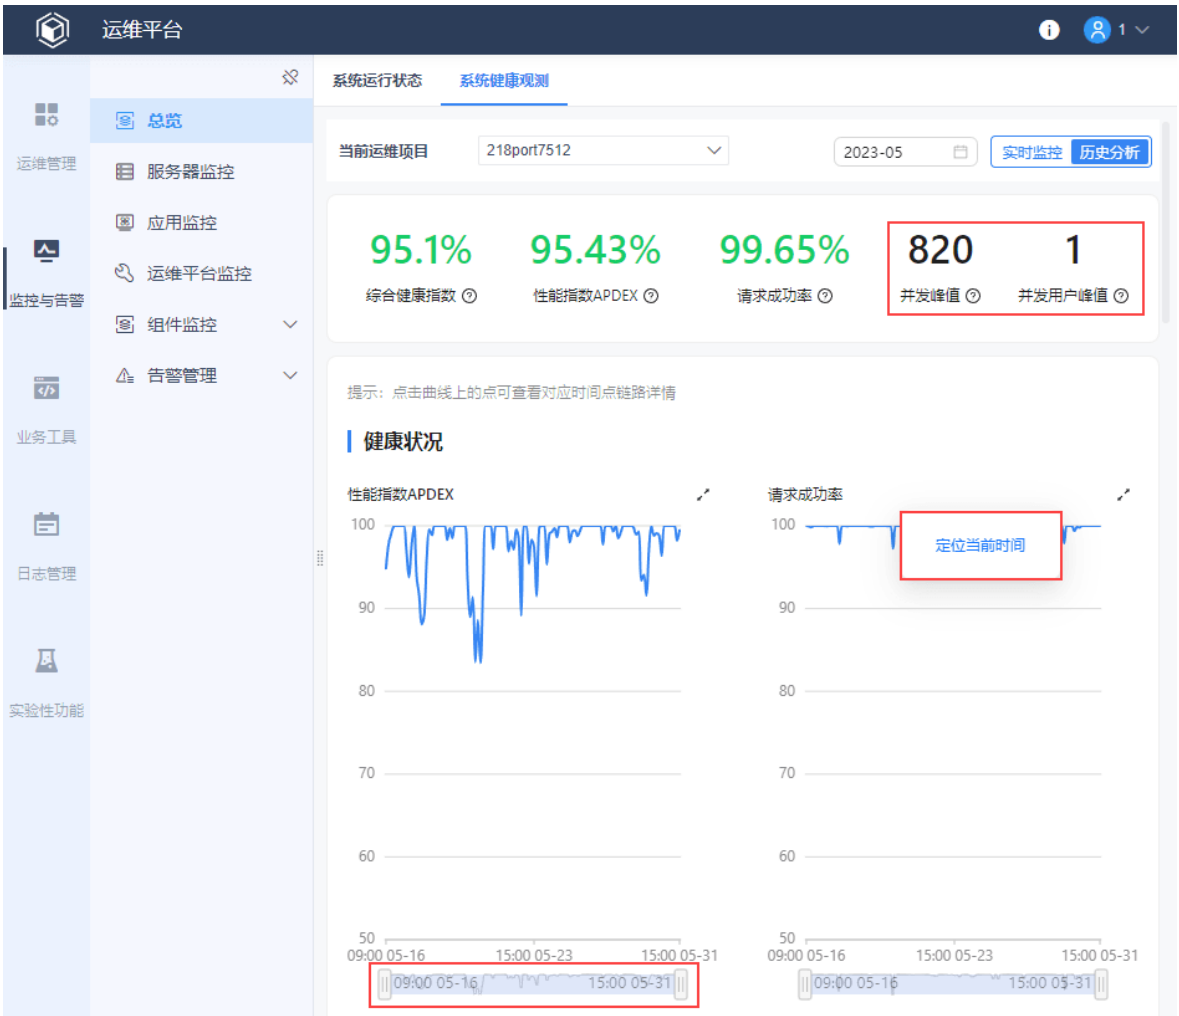 运维平台
1
运维管理
监控与告警
业务工具
日志管理
实验性功能
总览
服务器监控
应用监控
运维平台监控
组件监控
告警管理
系统运行状态 系统健康观测
当前运维项目 218port7512 2023-05 实时监控 历史分析
95.1% 95.43% 99.65% 820 1
综合健康指数 性能指数APDEX 请求成功率 并发峰值 并发用户峰值
提示：点击曲线上的点可查看对应时间点链路详情
健康状况
性能指数APDEX
100
90
80
70
60
50
09:00 05-16 15:00 05-23 15:00 05-31
09:00 05-16 15:00 05-31
请求成功率
定位当前时间
100
90
80
70
60
50
09:00 05-16 15:00 05-23 15:00 05-31
09:00 05-16 15:00 05-31